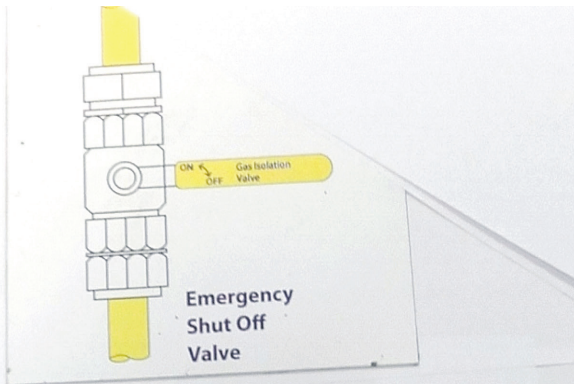 ON Gas Isolation
OFF Valve
Emergency
Shut Off
Valve